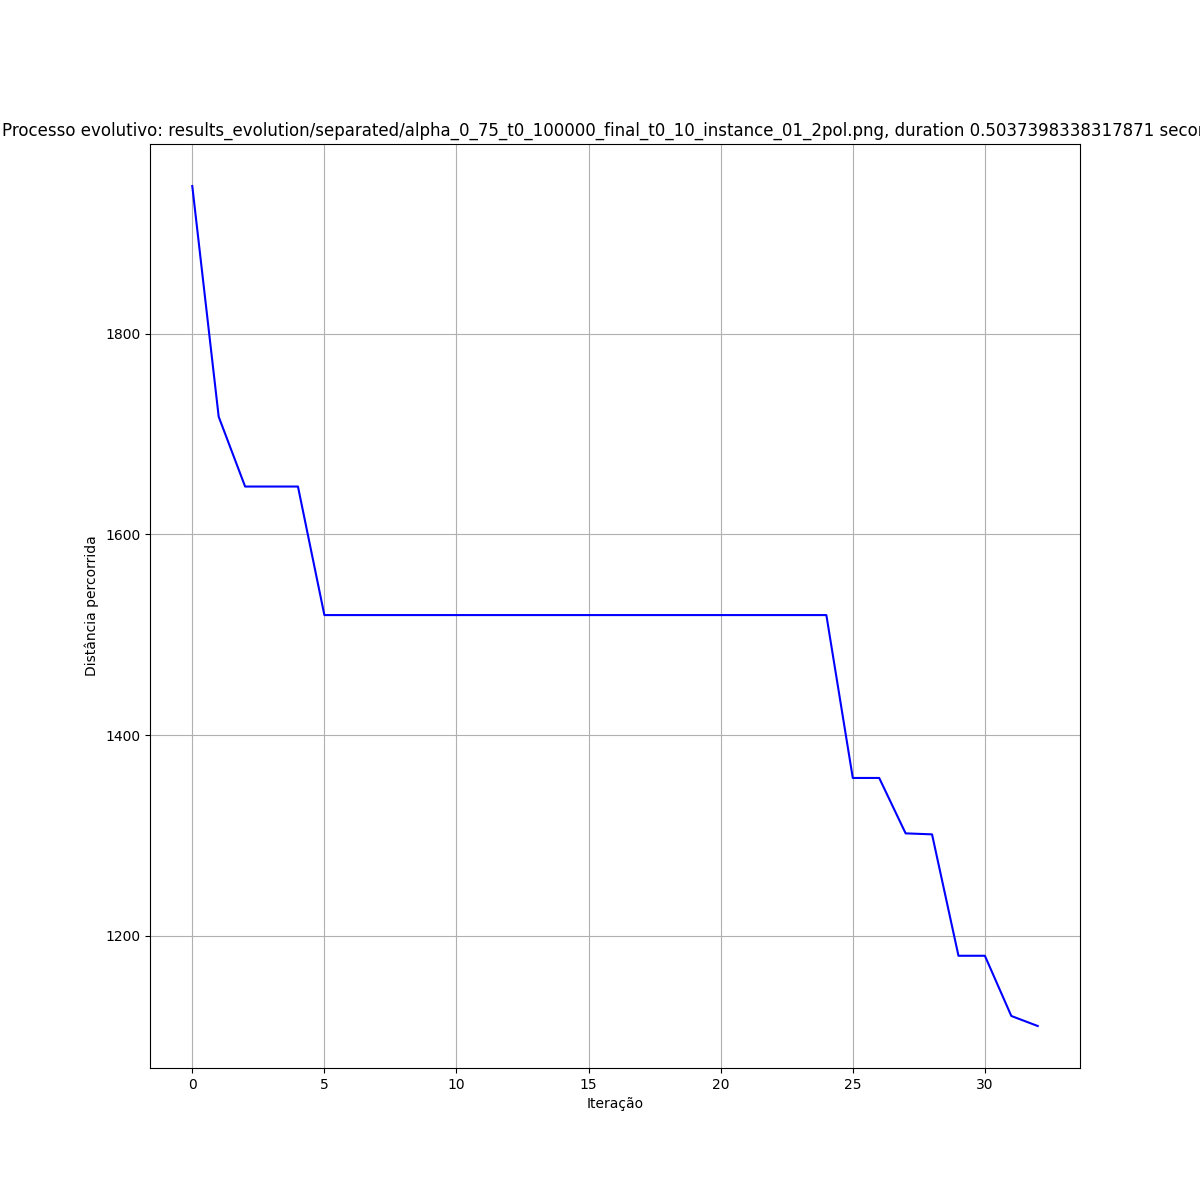 Processo evolutivo: results_evolution/separated/alpha_0_75_t0_100000_final_t0_10_instance_01_2pol.png, duration 0.5037398338317871
1800
1600
1400
1200
Distância percorrida
0 5 10 15 20 25 30
Iteração